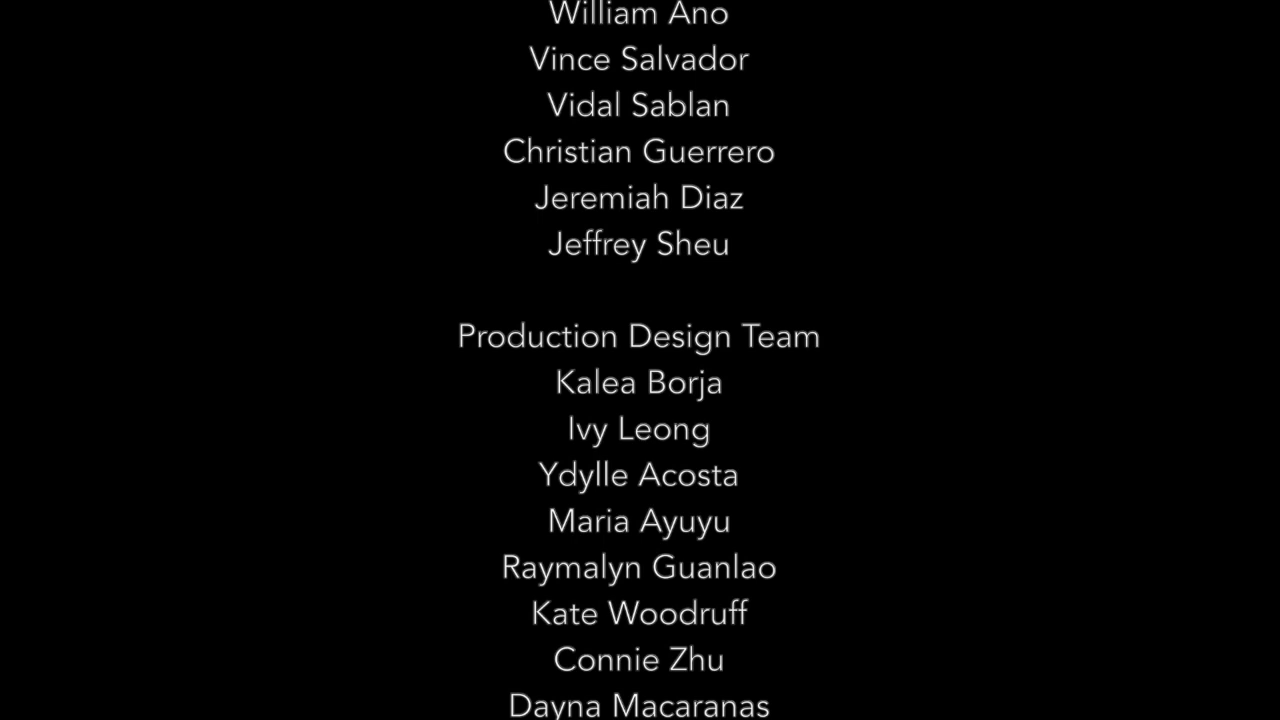 William Ano
Vince Salvador
Vidal Sablan
Christian Guerrero
Jeremiah Diaz
Jeffrey Sheu
Production Design Team
Kalea Borja
Ivy Leong
Ydylle Acosta
Maria Ayuyu
Raymalyn Guanlao
Kate Woodruff
Connie Zhu
Dayna Macaranas